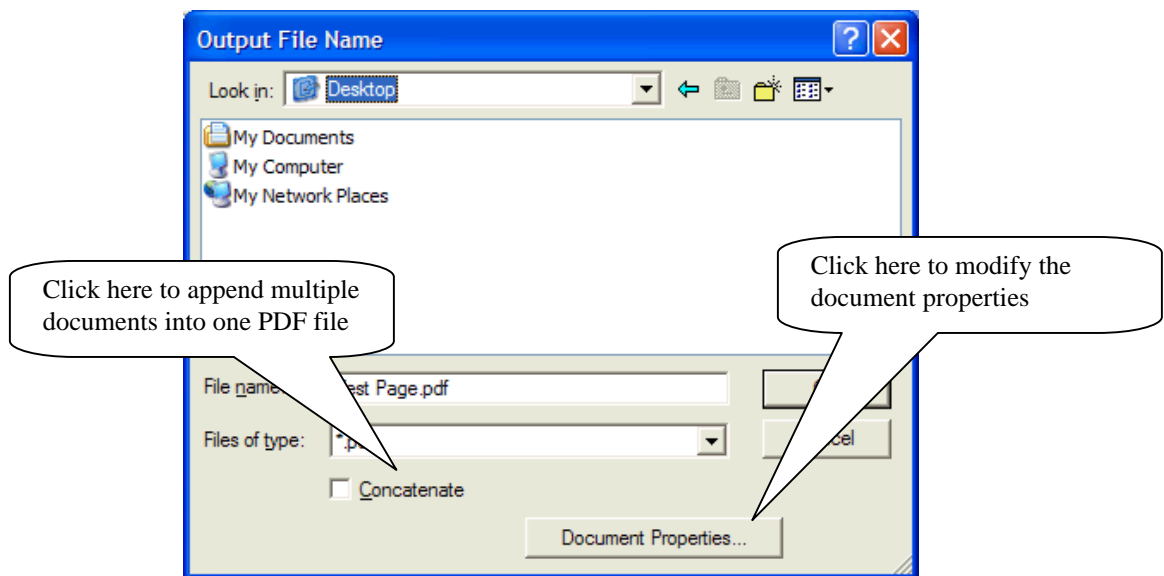 Output File Name
Look in: Desktop
My Documents
My Computer
My Network Places
Click here to append multiple
documents into one PDF file
Click here to modify the
document properties
File name
est Page.pdf
Files of type: *.p
Concatenate
Document Properties...